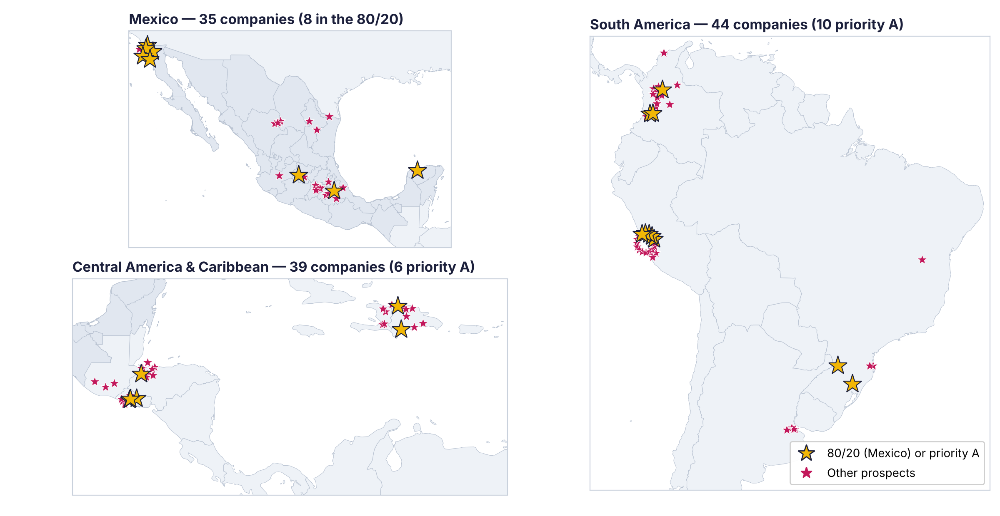 Mexico — 35 companies (8 in the 80/20)
Central America & Caribbean — 39 companies (6 priority A)
South America — 44 companies (10 priority A)
80/20 (Mexico) or priority A
Other prospects